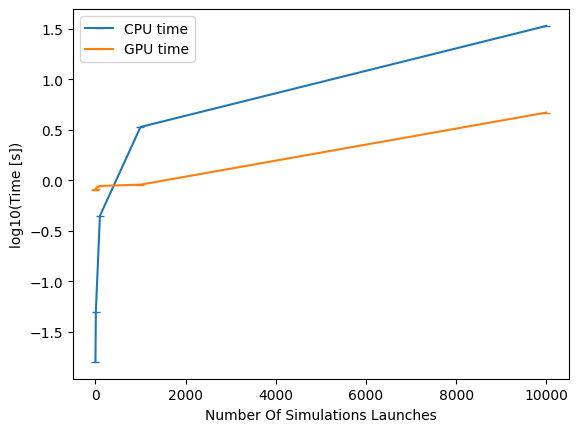 CPU time
GPU time
1.5
1.0
0.5
0.0
−0.5
−1.0
−1.5
log10(Time [s])
0 2000 4000 6000 8000 10000
Number Of Simulations Launches